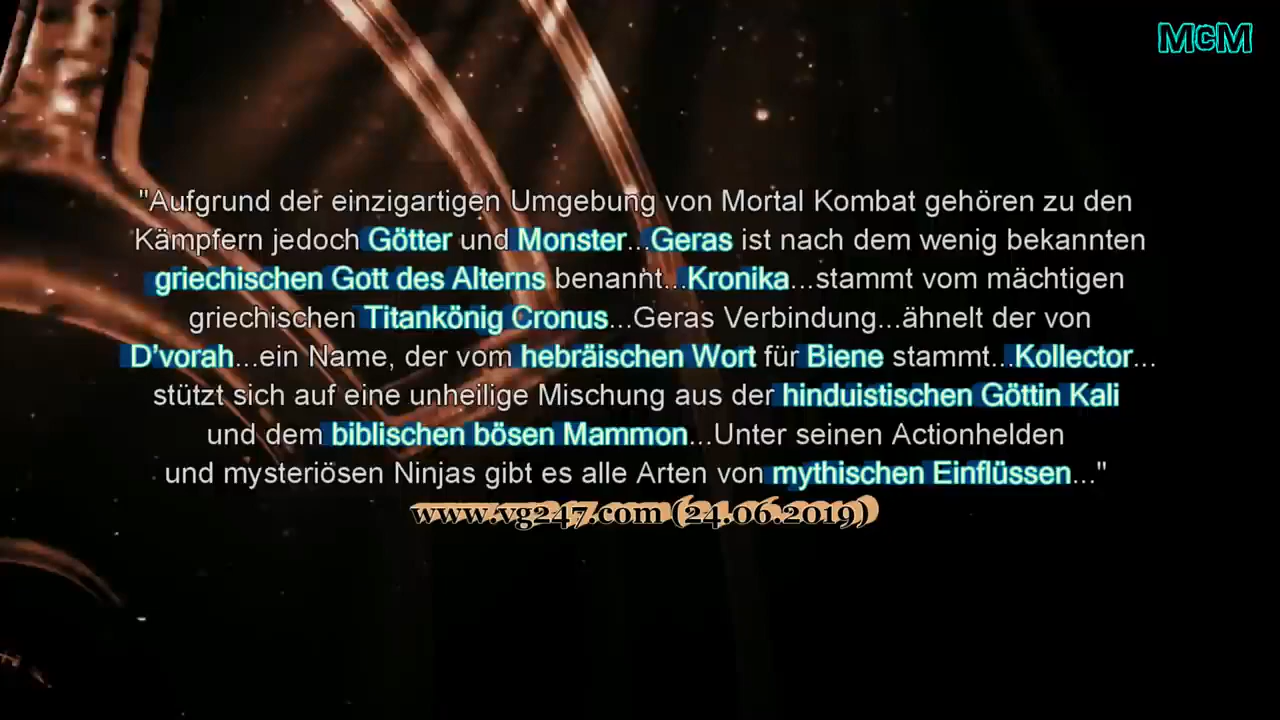 McM
"Aufgrund der einzigartigen Umgebung von Mortal Kombat gehören zu den
Kämpfern jedoch Götter und Monster...Geras ist nach dem wenig bekannten
griechischen Gott des Alterns benannt...Kronika...stammt vom mächtigen
griechischen Titankönig Cronus...Geras Verbindung...ähnelt der von
D'vorah...ein Name, der vom hebräischen Wort für Biene stammt...Kollector...
stützt sich auf eine unheilige Mischung aus der hinduistischen Göttin Kali
und dem biblischen bösen Mammon...Unter seinen Actionhelden
und mysteriösen Ninjas gibt es alle Arten von mythischen Einflüssen..."
www.vg247.com (24.06.2019)